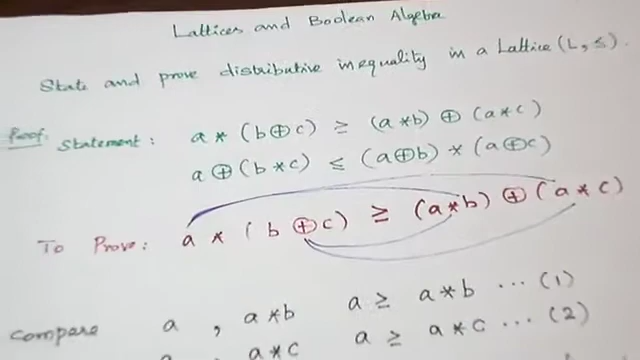 Lattices and Boolean Algebra
State and prove distributive inequality in a Lattice (L, ≤).
Proof. Statement: a * (b ⊕ c) ≥ (a * b) ⊕ (a * c)
a ⊕ (b * c) ≤ (a ⊕ b) * (a ⊕ c)
To Prove: a * (b ⊕ c) ≥ (a * b) ⊕ (a * c)
compare a , a * b a ≥ a * b ... (1)
a * c a ≥ a * c ... (2)